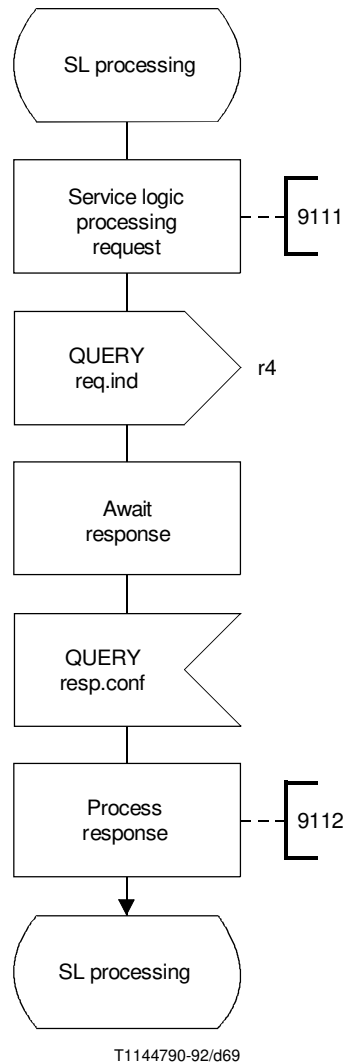 SL processing
Service logic
processing
request
9111
QUERY
req.ind
r4
Await
response
QUERY
resp.conf
Process
response
9112
SL processing
T1144790-92/d69